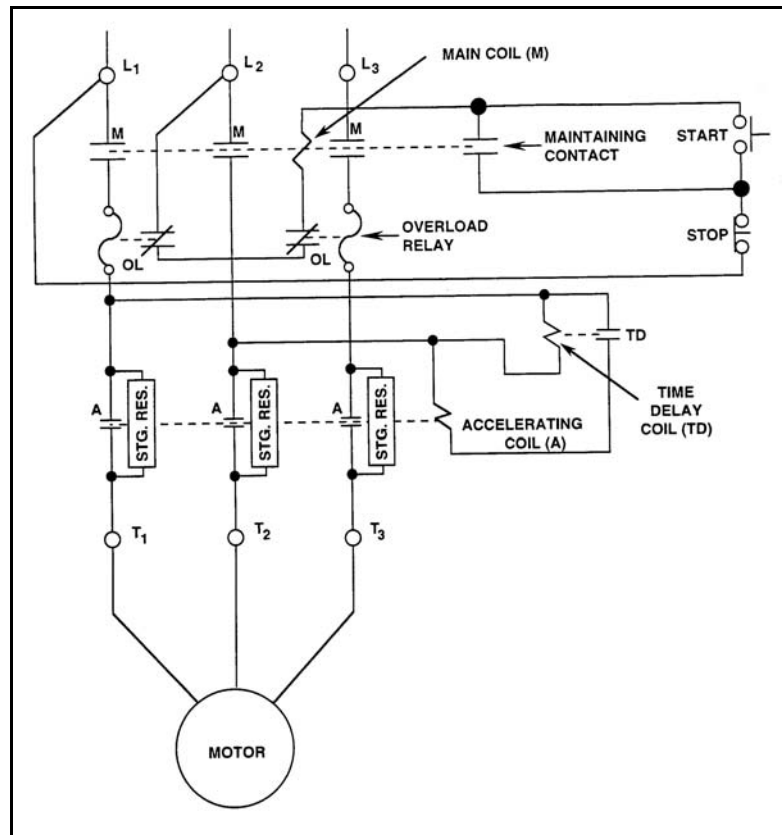 L1
L2
L3
MAIN COIL (M)
M
M
M
MAINTAINING
CONTACT
START
OVERLOAD
RELAY
STOP
OL
OL
TD
A
STG. RES.
A
STG. RES.
A
STG. RES.
ACCELERATING
COIL (A)
TIME
DELAY
COIL (TD)
T1
T2
T3
MOTOR